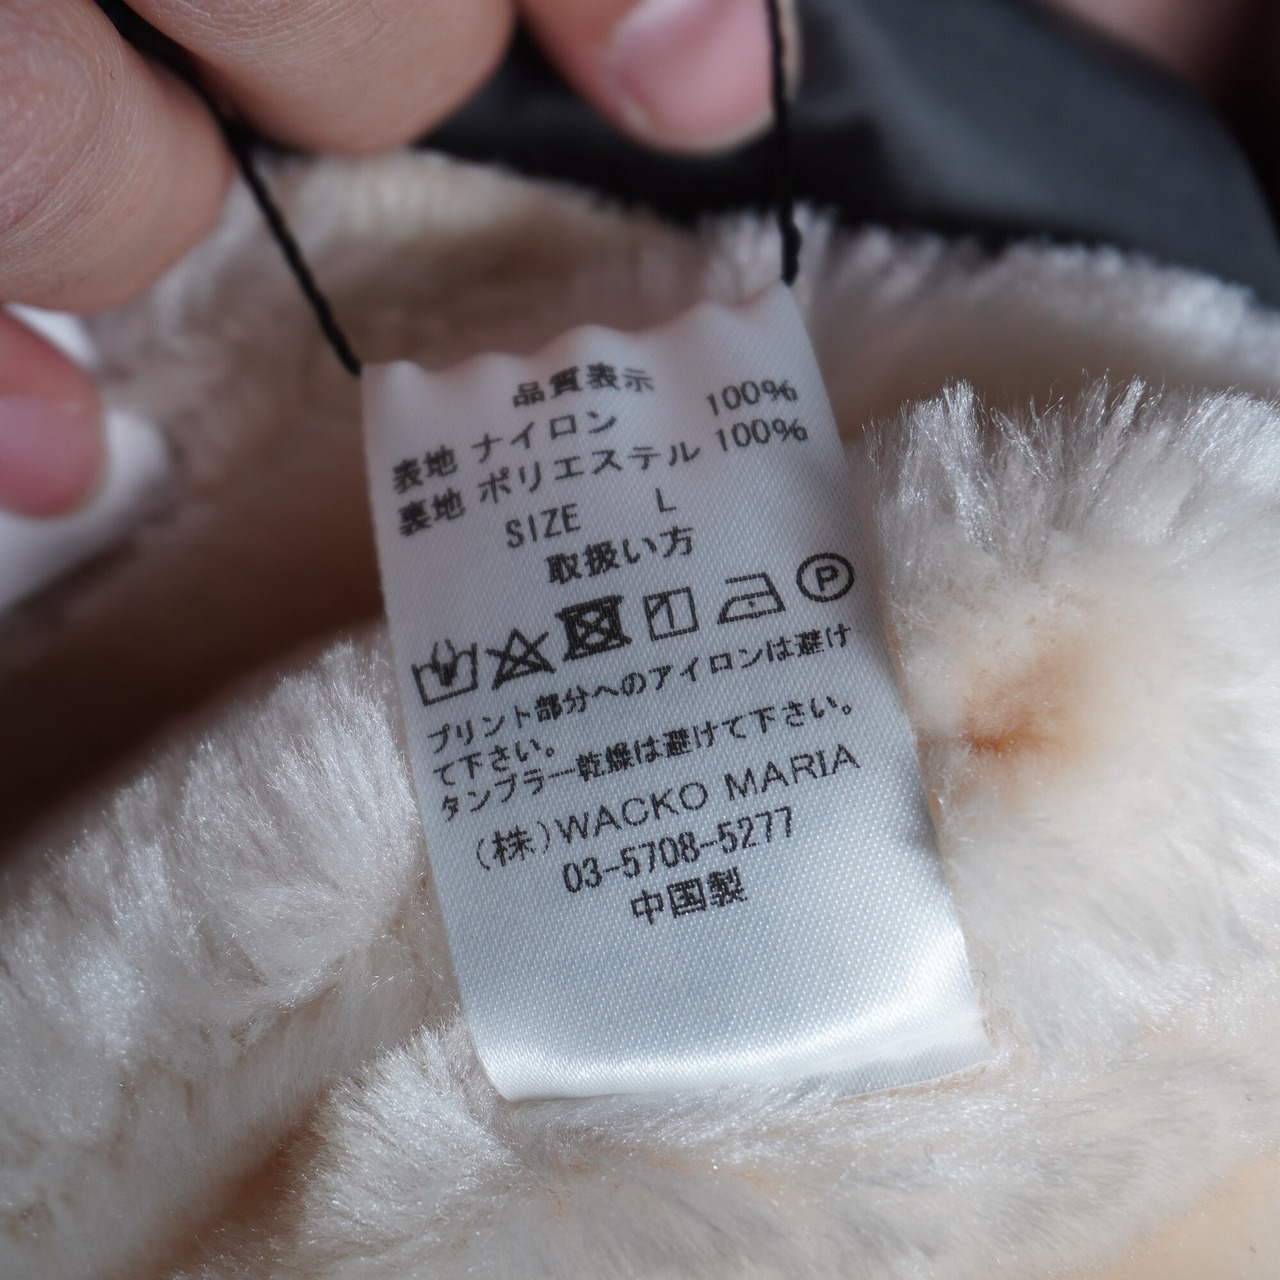 品質表示
表地 ナイロン 100%
裏地 ポリエステル 100%
SIZE L
取扱い方
P
プリント部分へのアイロンは避け
て下さい。
タンブラー乾燥は避けて下さい。
(株)WACKO MARIA
03-5708-5277
中国製